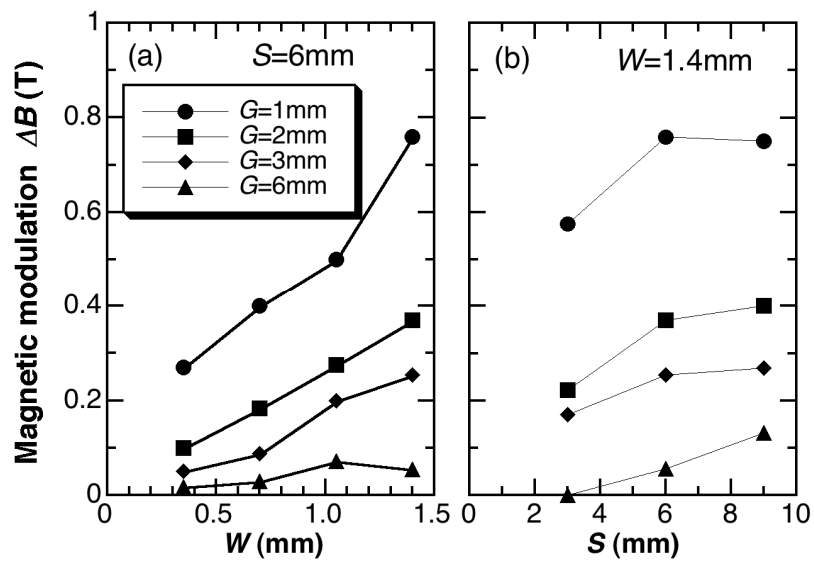 Magnetic modulation ΔB (T)
1
0.8
0.6
0.4
0.2
0
(a)
S=6mm
G=1mm
G=2mm
G=3mm
G=6mm
0 0.5 1.0 1.5
W (mm)
(b)
W=1.4mm
0 2 4 6 8 10
S (mm)